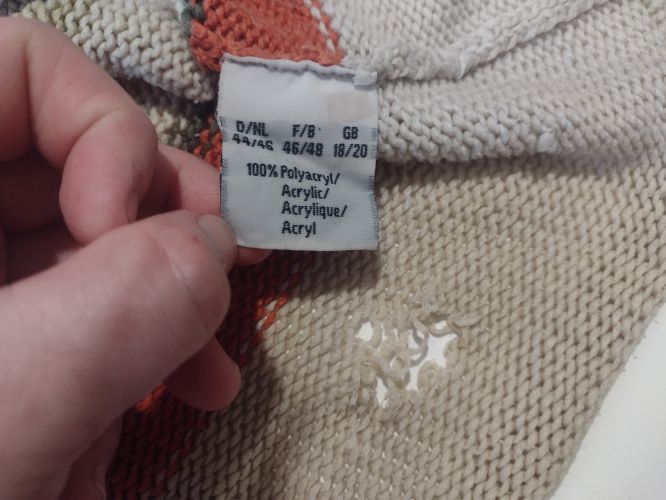 D/NL F/B GB
44/46 46/48 18/20
100% Polyacryl/
Acrylic/
Acrylique/
Acryl